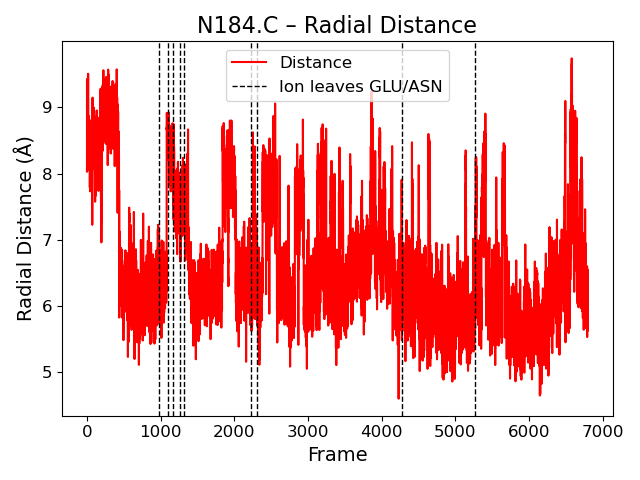 N184.C – Radial Distance
Distance
Ion leaves GLU/ASN
Radial Distance (Å)
9
8
7
6
5
0 1000 2000 3000 4000 5000 6000 7000
Frame